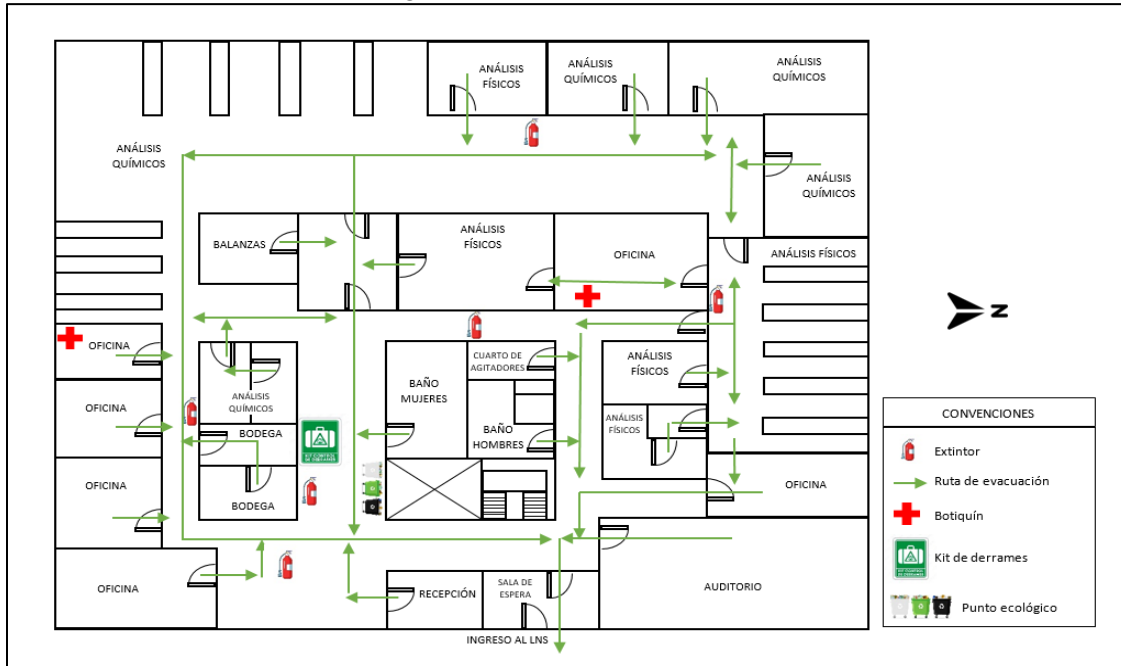 ANÁLISIS
FÍSICOS
ANÁLISIS
QUÍMICOS
ANÁLISIS
QUÍMICOS
ANÁLISIS
QUÍMICOS
ANÁLISIS
QUÍMICOS
BALANZAS
ANÁLISIS
FÍSICOS
OFICINA
ANÁLISIS FÍSICOS
N
OFICINA
ANÁLISIS
QUÍMICOS
BAÑO
MUJERES
CUARTO DE
AGITADORES
ANÁLISIS
FÍSICOS
OFICINA
BODEGA
BAÑO
HOMBRES
ANÁLISIS
FÍSICOS
OFICINA
BODEGA
OFICINA
OFICINA
RECEPCIÓN
SALA DE
ESPERA
AUDITORIO
INGRESO AL LNS
CONVENCIONES
Extintor
Ruta de evacuación
Botiquín
Kit de derrames
Punto ecológico